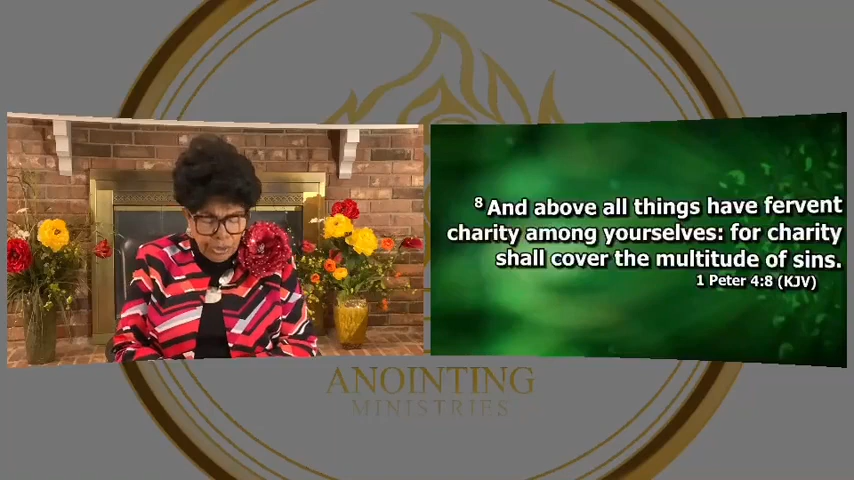 ⁸ And above all things have fervent
charity among yourselves: for charity
shall cover the multitude of sins.
1 Peter 4:8 (KJV)
ANOINTING
MINISTRIES